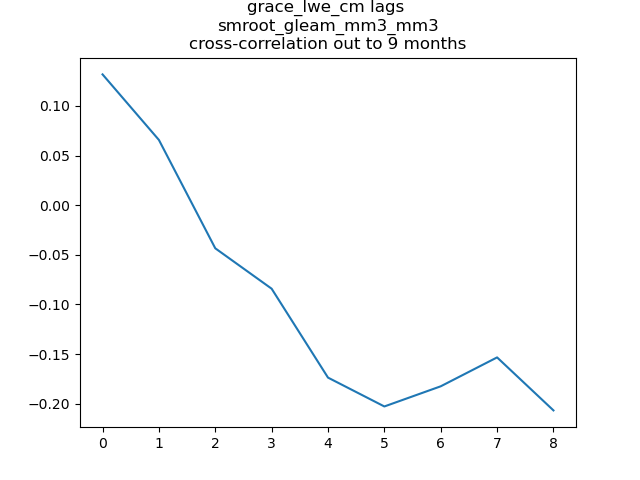 grace_lwe_cm lags
smroot_gleam_mm3_mm3
cross-correlation out to 9 months
0.10
0.05
0.00
−0.05
−0.10
−0.15
−0.20
0 1 2 3 4 5 6 7 8